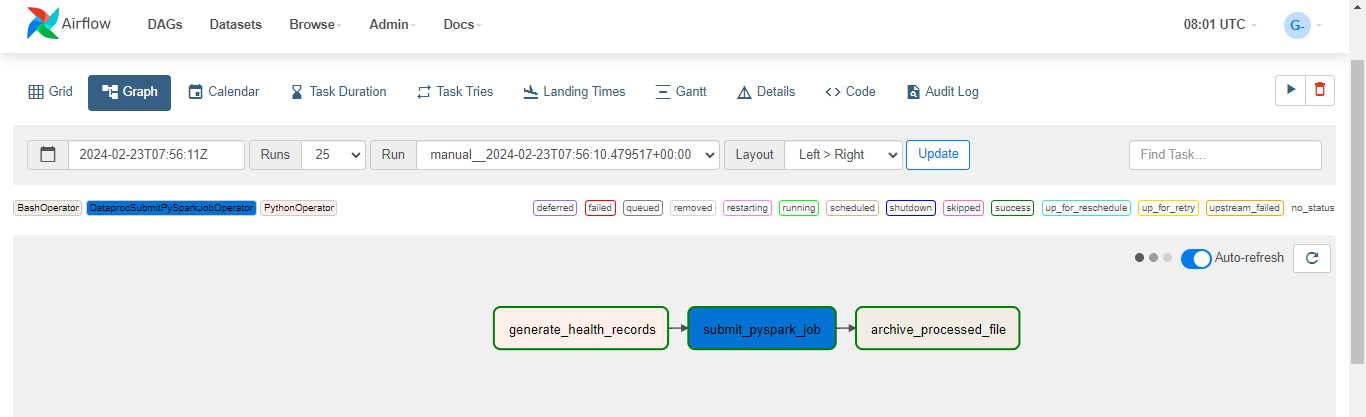 Airflow DAGs Datasets Browse Admin Docs 08:01 UTC G-
Grid Graph Calendar Task Duration Task Tries Landing Times Gantt Details Code Audit Log
2024-02-23T07:56:11Z Runs 25 Run manual__2024-02-23T07:56:10.479517+00:00 Layout Left > Right Update Find Task...
BashOperator DataprocSubmitPySparkJobOperator PythonOperator deferred failed queued removed restarting running scheduled shutdown skipped success up_for_reschedule up_for_retry upstream_failed no_status
Auto-refresh
generate_health_records submit_pyspark_job archive_processed_file